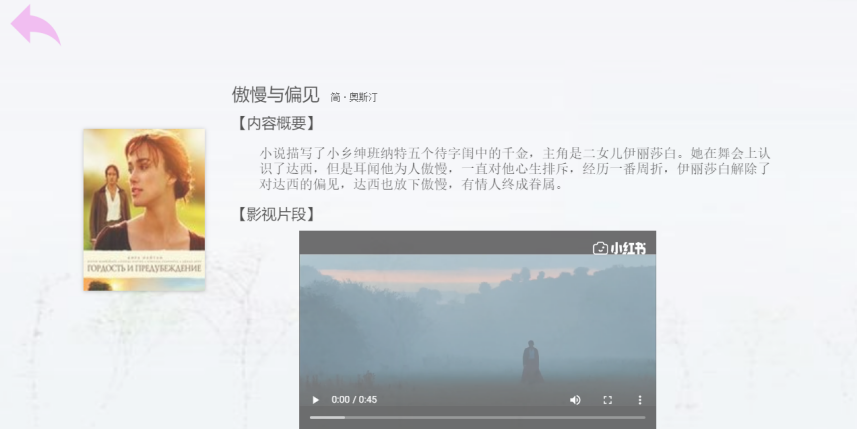 傲慢与偏见 简·奥斯汀
【内容概要】
小说描写了小乡绅班纳特五个待字闺中的千金，主角是二女儿伊丽莎白。她在舞会上认
识了达西，但是耳闻他为人傲慢，一直对他心生排斥，经历一番周折，伊丽莎白解除了
对达西的偏见，达西也放下傲慢，有情人终成眷属。
ГОРДОСТЬ И ПРЕДУБЕЖДЕНИЕ
【影视片段】
小红书
0:00 / 0:45